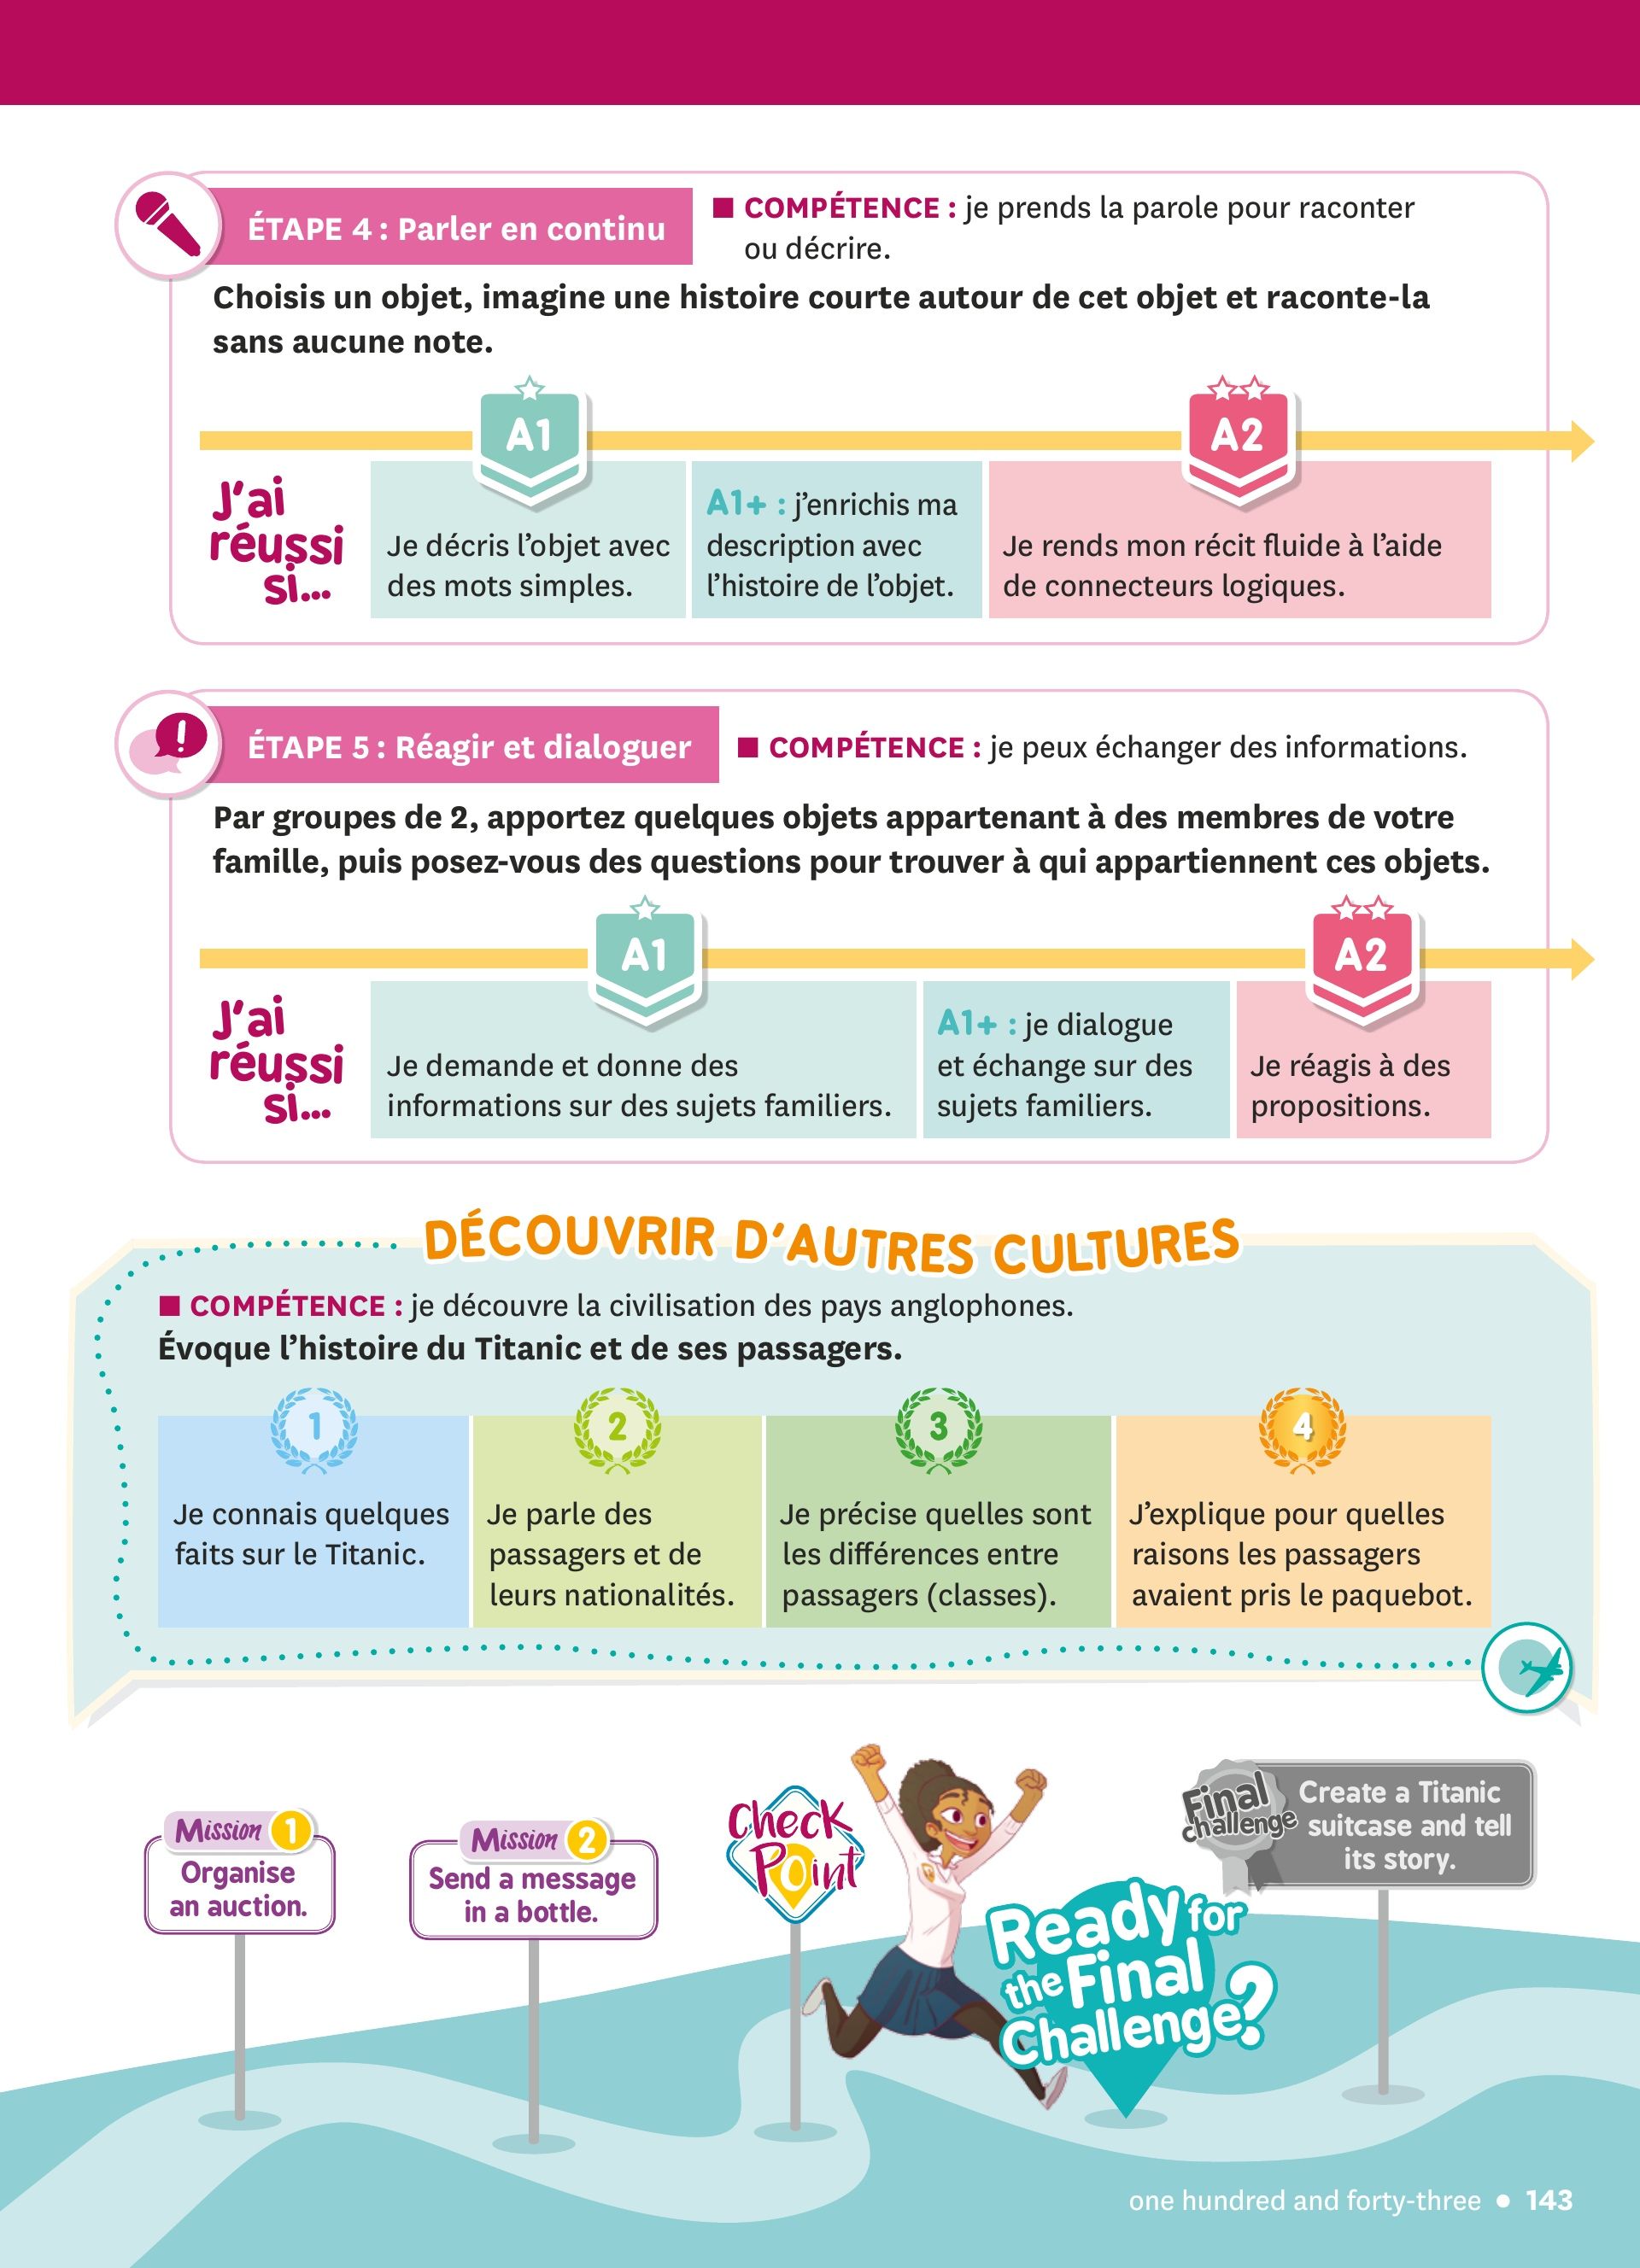 ÉTAPE 4 : Parler en continu
■ COMPÉTENCE : je prends la parole pour raconter
ou décrire.
Choisis un objet, imagine une histoire courte autour de cet objet et raconte-la
sans aucune note.
A1
A2
J'ai
réussi
si...
Je décris l'objet avec
des mots simples.
A1+ : j'enrichis ma
description avec
l'histoire de l'objet.
Je rends mon récit fluide à l'aide
de connecteurs logiques.
!
ÉTAPE 5 : Réagir et dialoguer
■ COMPÉTENCE : je peux échanger des informations.
Par groupes de 2, apportez quelques objets appartenant à des membres de votre
famille, puis posez-vous des questions pour trouver à qui appartiennent ces objets.
A1
A2
J'ai
réussi
si...
Je demande et donne des
informations sur des sujets familiers.
A1+ : je dialogue
et échange sur des
sujets familiers.
Je réagis à des
propositions.
DÉCOUVRIR D'AUTRES CULTURES
■ COMPÉTENCE : je découvre la civilisation des pays anglophones.
Évoque l'histoire du Titanic et de ses passagers.
1
Je connais quelques
faits sur le Titanic.
2
Je parle des
passagers et de
leurs nationalités.
3
Je précise quelles sont
les différences entre
passagers (classes).
4
J'explique pour quelles
raisons les passagers
avaient pris le paquebot.
Mission 1
Organise
an auction.
Mission 2
Send a message
in a bottle.
Check
Point
Ready for
the Final
Challenge?
Final
challenge
Create a Titanic
suitcase and tell
its story.
one hundred and forty-three • 143